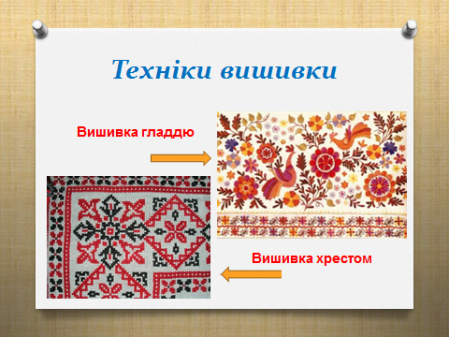 Техніки вишивки
Вишивка гладдю
Вишивка хрестом